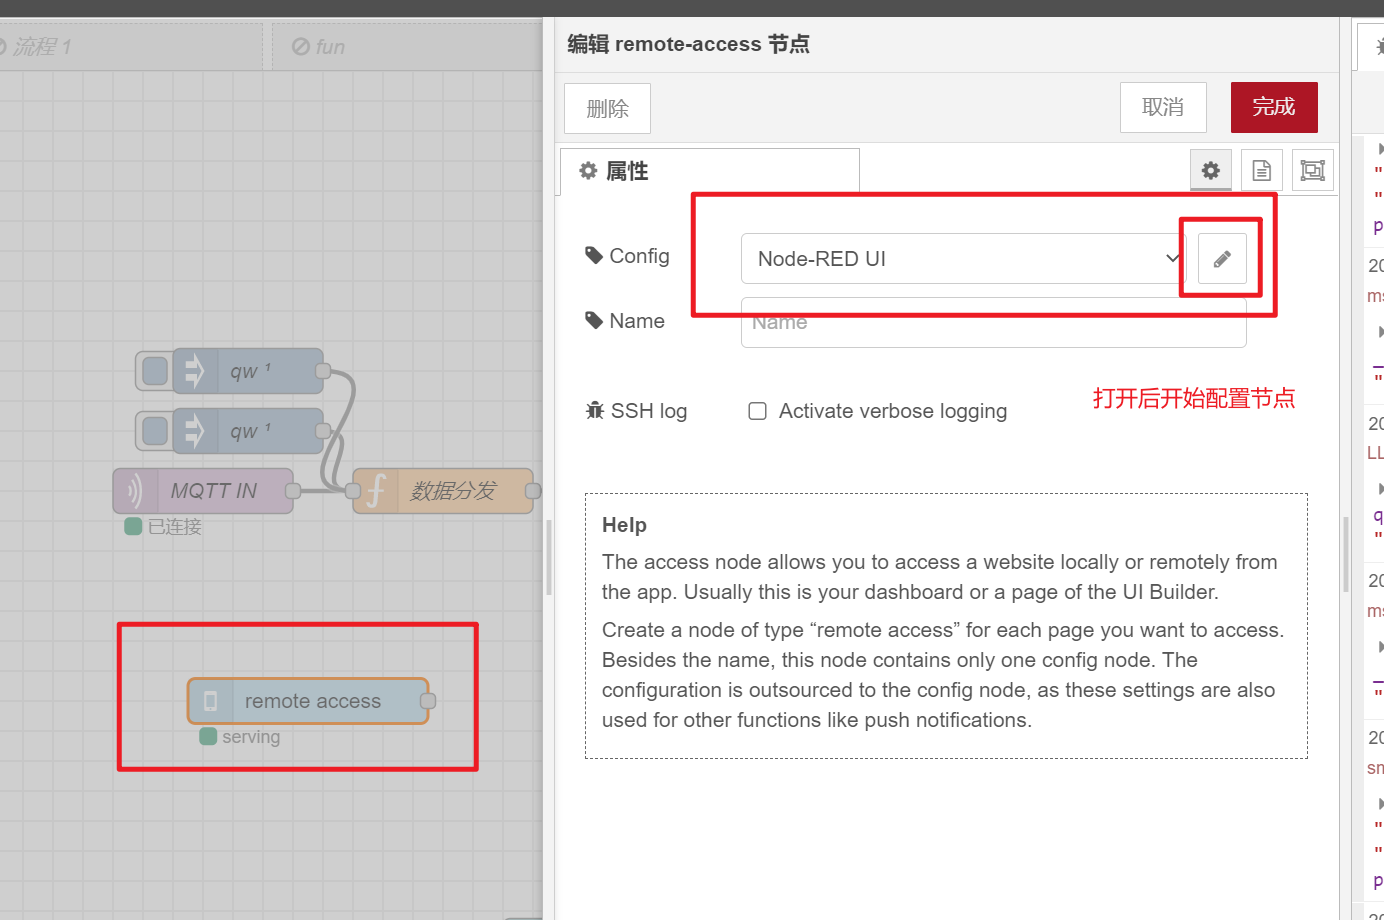 流程 1
fun
编辑 remote-access 节点
删除
取消
完成
属性
Config
Node-RED UI
Name
Name
SSH log
Activate verbose logging
打开后开始配置节点
Help
The access node allows you to access a website locally or remotely from
the app. Usually this is your dashboard or a page of the UI Builder.
Create a node of type “remote access” for each page you want to access.
Besides the name, this node contains only one config node. The
configuration is outsourced to the config node, as these settings are also
used for other functions like push notifications.
qw ¹
qw ¹
MQTT IN
数据分发
已连接
remote access
serving